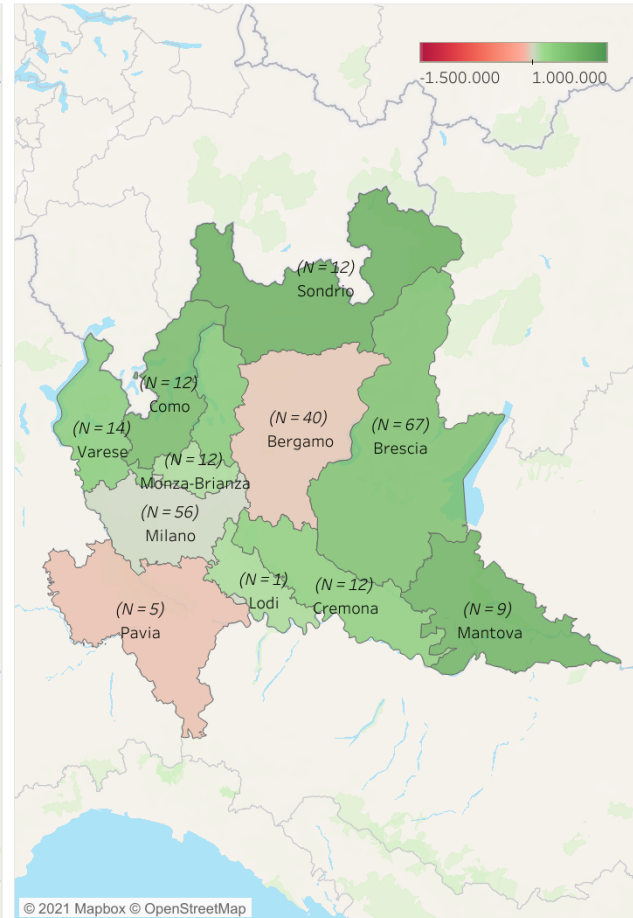 -1.500.000 1.000.000
(N = 12)
Sondrio
(N = 12)
Como
(N = 40)
Bergamo
(N = 67)
Brescia
(N = 14)
Varese
(N = 12)
Monza-Brianza
(N = 56)
Milano
(N = 1)
Lodi
(N = 12)
Cremona
(N = 5)
Pavia
(N = 9)
Mantova
© 2021 Mapbox © OpenStreetMap